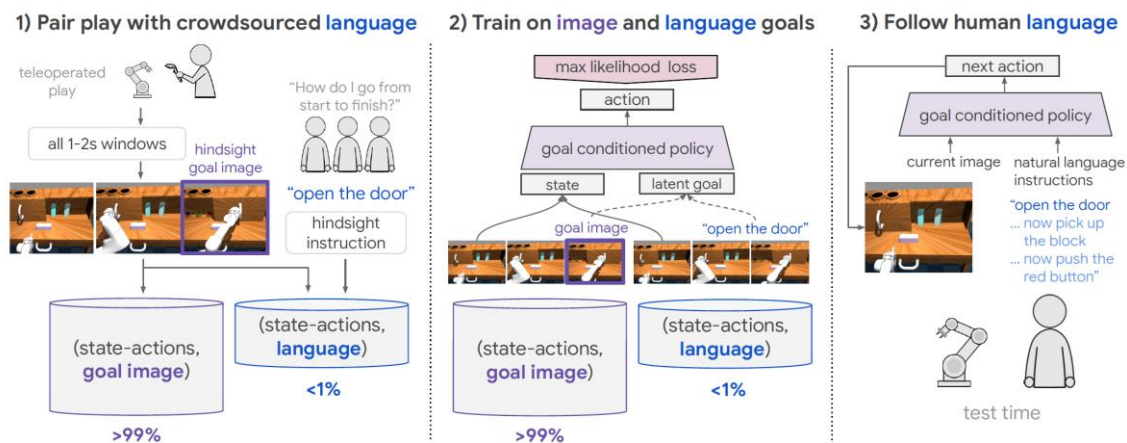 1) Pair play with crowdsourced language
teleoperated
play
"How do I go from
start to finish?"
all 1-2s windows
hindsight
goal image
"open the door"
hindsight
instruction
(state-actions,
goal image)
>99%
(state-actions,
language)
<1%
2) Train on image and language goals
max likelihood loss
action
goal conditioned policy
state
latent goal
goal image
"open the door"
(state-actions,
goal image)
>99%
(state-actions,
language)
<1%
3) Follow human language
next action
goal conditioned policy
current image
natural language
instructions
"open the door
... now pick up
the block
... now push the
red button"
test time